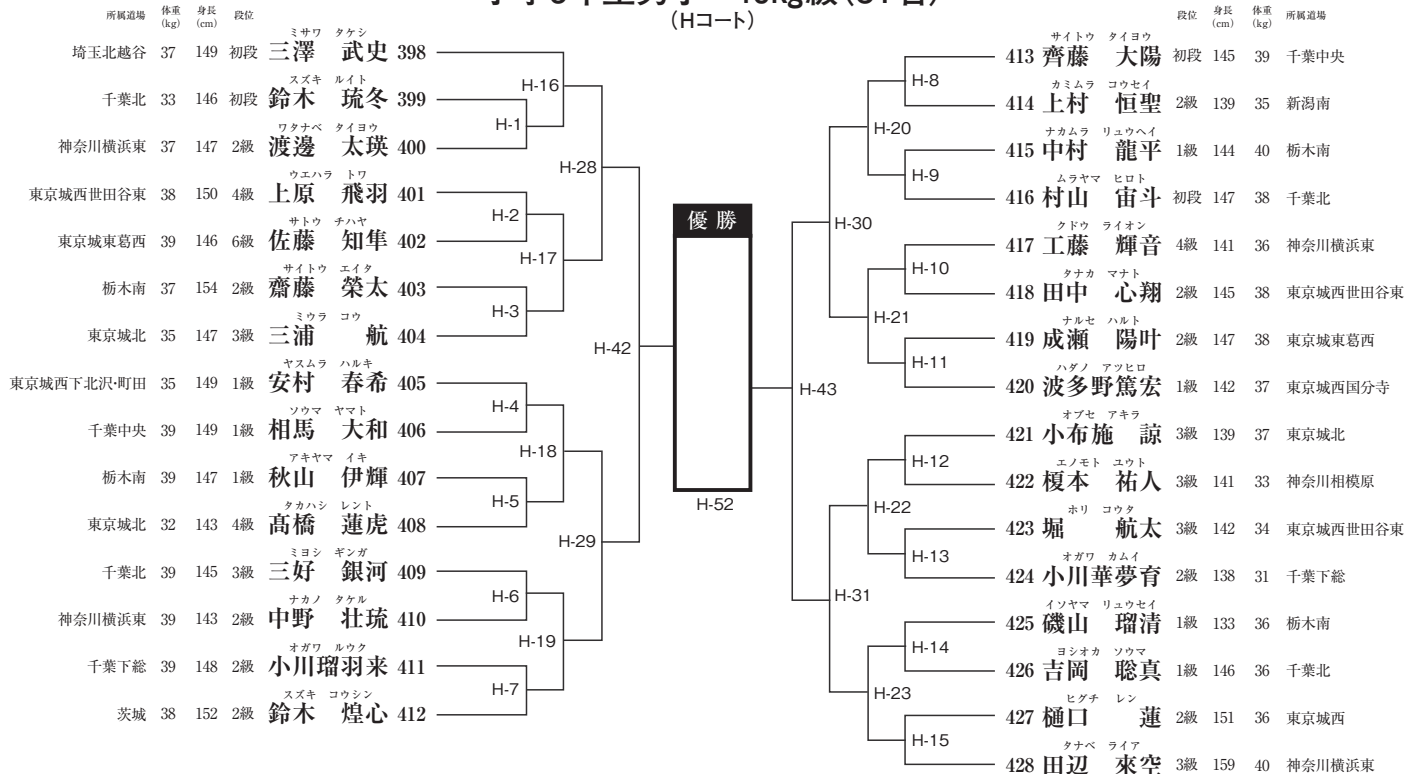 (Hコート)
所属道場 体重(kg) 身長(cm) 段位
埼玉北越谷 37 149 初段 三澤 武史 ミサワ タケシ 398
千葉北 33 146 初段 鈴木 琉冬 スズキ ルイト 399
神奈川横浜東 37 147 2級 渡邊 太瑛 ワタナベ タイヨウ 400
東京城西世田谷東 38 150 4級 上原 飛羽 ウエハラ トワ 401
東京城東葛西 39 146 6級 佐藤 知隼 サトウ チハヤ 402
栃木南 37 154 2級 齋藤 榮太 サイトウ エイタ 403
東京城北 35 147 3級 三浦 航 ミウラ コウ 404
東京城西下北沢・町田 35 149 1級 安村 春希 ヤスムラ ハルキ 405
千葉中央 39 149 1級 相馬 大和 ソウマ ヤマト 406
栃木南 39 147 1級 秋山 伊輝 アキヤマ イキ 407
東京城北 32 143 4級 髙橋 蓮虎 タカハシ レント 408
千葉北 39 145 3級 三好 銀河 ミヨシ ギンガ 409
神奈川横浜東 39 143 2級 中野 壮琉 ナカノ タケル 410
千葉下総 39 148 2級 小川瑠羽来 オガワ ルウク 411
茨城 38 152 2級 鈴木 煌心 スズキ コウシン 412
H-16
H-1
H-28
H-2
H-17
H-3
H-42
H-4
H-18
H-5
H-29
H-6
H-19
H-7
優勝
H-52
段位 身長(cm) 体重(kg) 所属道場
413 齊藤 大陽 サイトウ タイヨウ 初段 145 39 千葉中央
414 上村 恒聖 カミムラ コウセイ 2級 139 35 新潟南
415 中村 龍平 ナカムラ リュウヘイ 1級 144 40 栃木南
416 村山 宙斗 ムラヤマ ヒロト 初段 147 38 千葉北
417 工藤 輝音 クドウ ライオン 4級 141 36 神奈川横浜東
418 田中 心翔 タナカ マナト 2級 145 38 東京城西世田谷東
419 成瀬 陽叶 ナルセ ハルト 2級 147 38 東京城東葛西
420 波多野篤宏 ハダノ アツヒロ 1級 142 37 東京城西国分寺
421 小布施 諒 オブセ アキラ 3級 139 37 東京城北
422 榎本 祐人 エノモト ユウト 3級 141 33 神奈川相模原
423 堀 航太 ホリ コウタ 3級 142 34 東京城西世田谷東
424 小川華夢育 オガワ カムイ 2級 138 31 千葉下総
425 磯山 瑠清 イソヤマ リュウセイ 1級 133 36 栃木南
426 吉岡 聡真 ヨシオカ ソウマ 1級 146 36 千葉北
427 樋口 蓮 ヒグチ レン 2級 151 36 東京城西
428 田辺 來空 タナベ ライア 3級 159 40 神奈川横浜東
H-8
H-20
H-9
H-30
H-10
H-21
H-11
H-43
H-12
H-22
H-13
H-31
H-14
H-23
H-15